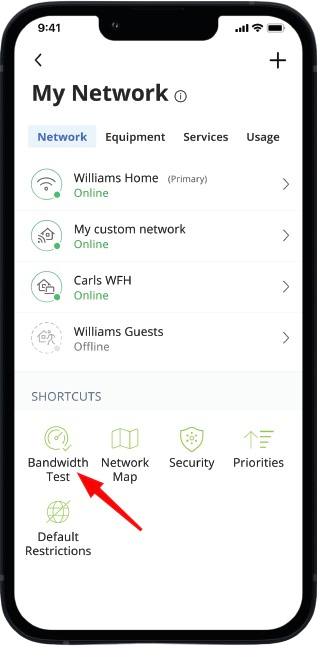 9:41
My Network
Network Equipment Services Usage
Williams Home (Primary)
Online
My custom network
Online
Carls WFH
Online
Williams Guests
Offline
SHORTCUTS
Bandwidth Test
Network Map
Security
Priorities
Default Restrictions